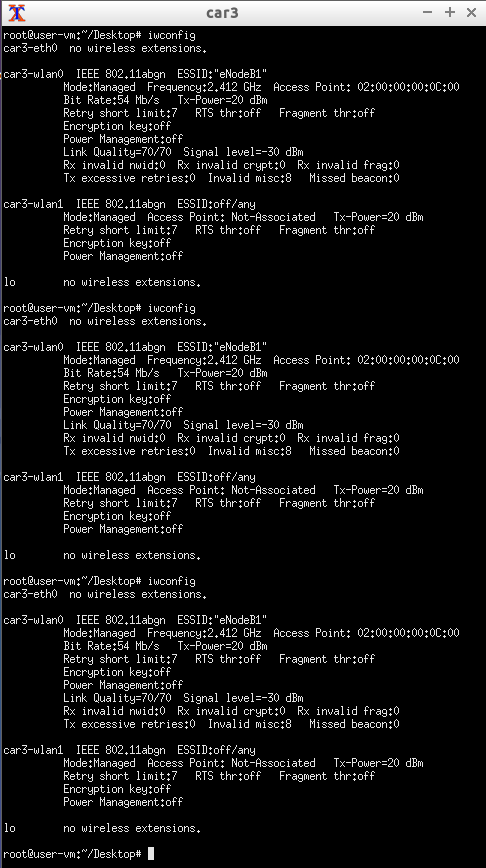 car3
root@user-vm:~/Desktop# iwconfig
car3-eth0  no wireless extensions.
car3-wlan0  IEEE 802.11abgn  ESSID:"eNodeB1"
Mode:Managed  Frequency:2.412 GHz  Access Point: 02:00:00:00:0C:00
Bit Rate:54 Mb/s   Tx-Power=20 dBm
Retry short limit:7   RTS thr:off   Fragment thr:off
Encryption key:off
Power Management:off
Link Quality=70/70  Signal level=-30 dBm
Rx invalid nwid:0  Rx invalid crypt:0  Rx invalid frag:0
Tx excessive retries:0  Invalid misc:8   Missed beacon:0
car3-wlan1  IEEE 802.11abgn  ESSID:off/any
Mode:Managed  Access Point: Not-Associated   Tx-Power=20 dBm
Retry short limit:7   RTS thr:off   Fragment thr:off
Encryption key:off
Power Management:off
lo        no wireless extensions.
root@user-vm:~/Desktop# iwconfig
car3-eth0  no wireless extensions.
car3-wlan0  IEEE 802.11abgn  ESSID:"eNodeB1"
Mode:Managed  Frequency:2.412 GHz  Access Point: 02:00:00:00:0C:00
Bit Rate:54 Mb/s   Tx-Power=20 dBm
Retry short limit:7   RTS thr:off   Fragment thr:off
Encryption key:off
Power Management:off
Link Quality=70/70  Signal level=-30 dBm
Rx invalid nwid:0  Rx invalid crypt:0  Rx invalid frag:0
Tx excessive retries:0  Invalid misc:8   Missed beacon:0
car3-wlan1  IEEE 802.11abgn  ESSID:off/any
Mode:Managed  Access Point: Not-Associated   Tx-Power=20 dBm
Retry short limit:7   RTS thr:off   Fragment thr:off
Encryption key:off
Power Management:off
lo        no wireless extensions.
root@user-vm:~/Desktop# iwconfig
car3-eth0  no wireless extensions.
car3-wlan0  IEEE 802.11abgn  ESSID:"eNodeB1"
Mode:Managed  Frequency:2.412 GHz  Access Point: 02:00:00:00:0C:00
Bit Rate:54 Mb/s   Tx-Power=20 dBm
Retry short limit:7   RTS thr:off   Fragment thr:off
Encryption key:off
Power Management:off
Link Quality=70/70  Signal level=-30 dBm
Rx invalid nwid:0  Rx invalid crypt:0  Rx invalid frag:0
Tx excessive retries:0  Invalid misc:8   Missed beacon:0
car3-wlan1  IEEE 802.11abgn  ESSID:off/any
Mode:Managed  Access Point: Not-Associated   Tx-Power=20 dBm
Retry short limit:7   RTS thr:off   Fragment thr:off
Encryption key:off
Power Management:off
lo        no wireless extensions.
root@user-vm:~/Desktop#